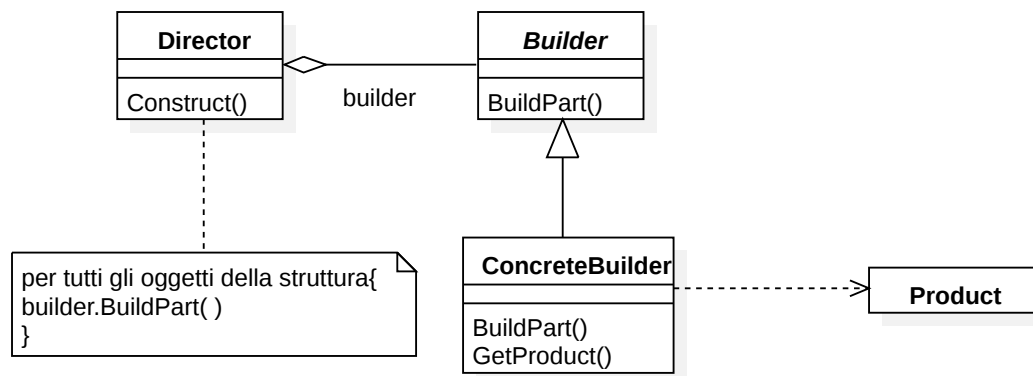 Director
Construct()
builder
Builder
BuildPart()
per tutti gli oggetti della struttura{
builder.BuildPart( )
}
ConcreteBuilder
BuildPart()
GetProduct()
Product